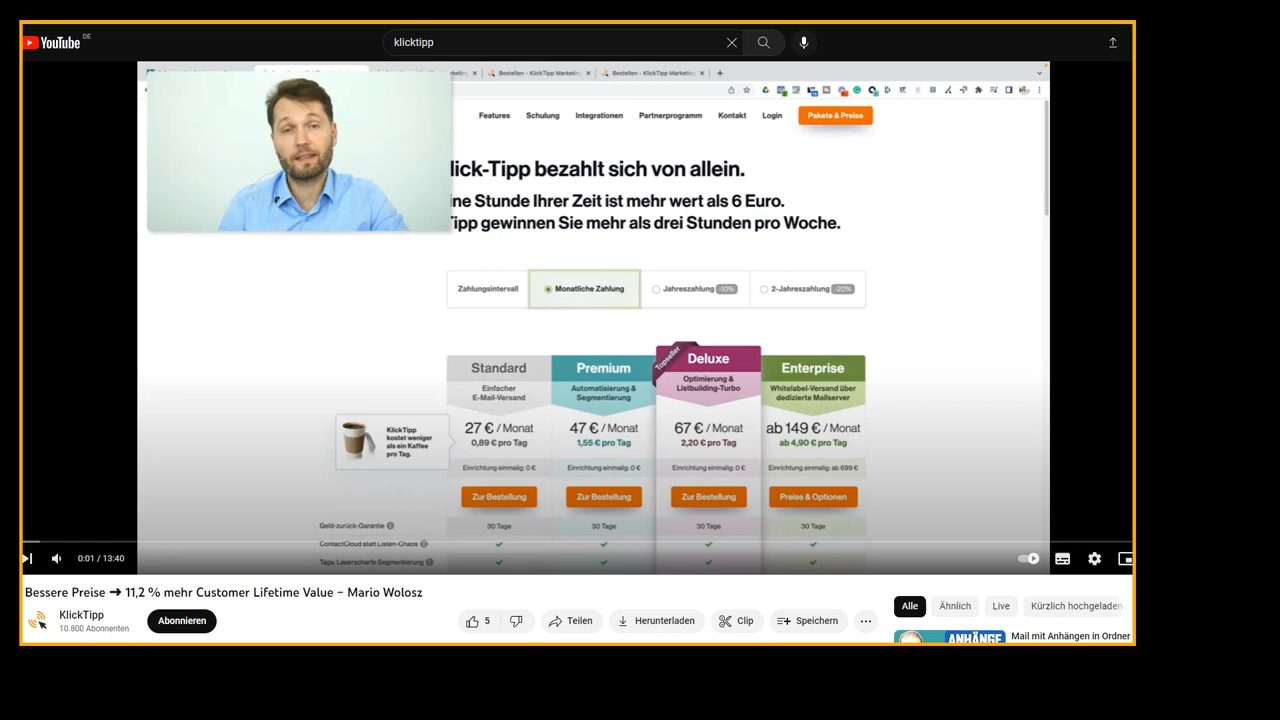 YouTube DE
klicktipp
Bestellen - KlickTipp Marketing
Bestellen - KlickTipp Marketing
Features Schulung Integrationen Partnerprogramm Kontakt Login Pakete & Preise
lick-Tipp bezahlt sich von allein.
ine Stunde Ihrer Zeit ist mehr wert als 6 Euro.
Tipp gewinnen Sie mehr als drei Stunden pro Woche.
Zahlungsintervall Monatliche Zahlung Jahreszahlung -10% 2-Jahreszahlung -20%
Topseller
Standard Premium Deluxe Enterprise
Einfacher
E-Mail-Versand
Automatisierung &
Segmentierung
Optimierung &
Listbuilding-Turbo
Whitelabel-Versand über
dedizierte Mailserver
KlickTipp
kostet weniger
als ein Kaffee
pro Tag.
27 € / Monat 47 € / Monat 67 € / Monat ab 149 € / Monat
0,89 € pro Tag 1,55 € pro Tag 2,20 € pro Tag ab 4,90 € pro Tag
Einrichtung einmalig: 0 € Einrichtung einmalig: 0 € Einrichtung einmalig: 0 € Einrichtung einmalig: ab 699 €
Zur Bestellung Zur Bestellung Zur Bestellung Preise & Optionen
Geld-zurück-Garantie 30 Tage 30 Tage 30 Tage 30 Tage
ContactCloud statt Listen-Chaos
Tags: Laserscharfe Segmentierung
0:01 / 13:40
Bessere Preise ➜ 11,2 % mehr Customer Lifetime Value – Mario Wolosz
KlickTipp
10.800 Abonnenten
Abonnieren
5 Teilen Herunterladen Clip Speichern
Alle Ähnlich Live Kürzlich hochgeladen
ANHÄNGE
Mail mit Anhängen in Ordner